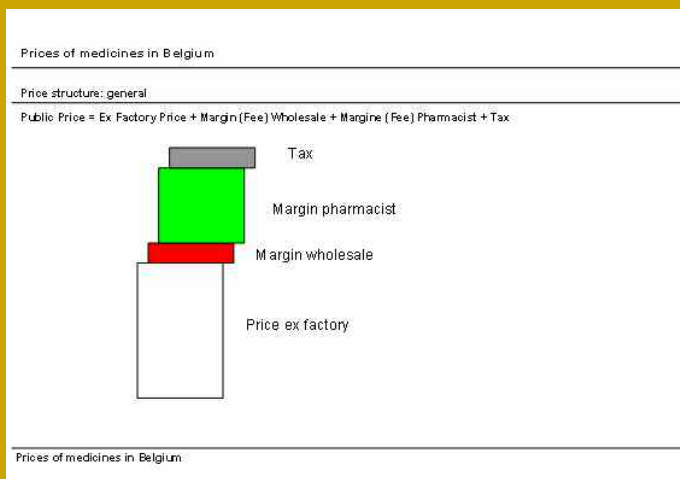 Prices of medicines in Belgium
Price structure: general
Public Price = Ex Factory Price + Margin (Fee) Wholesale + Margine (Fee) Pharmacist + Tax
Tax
Margin pharmacist
Margin wholesale
Price ex factory
Prices of medicines in Belgium